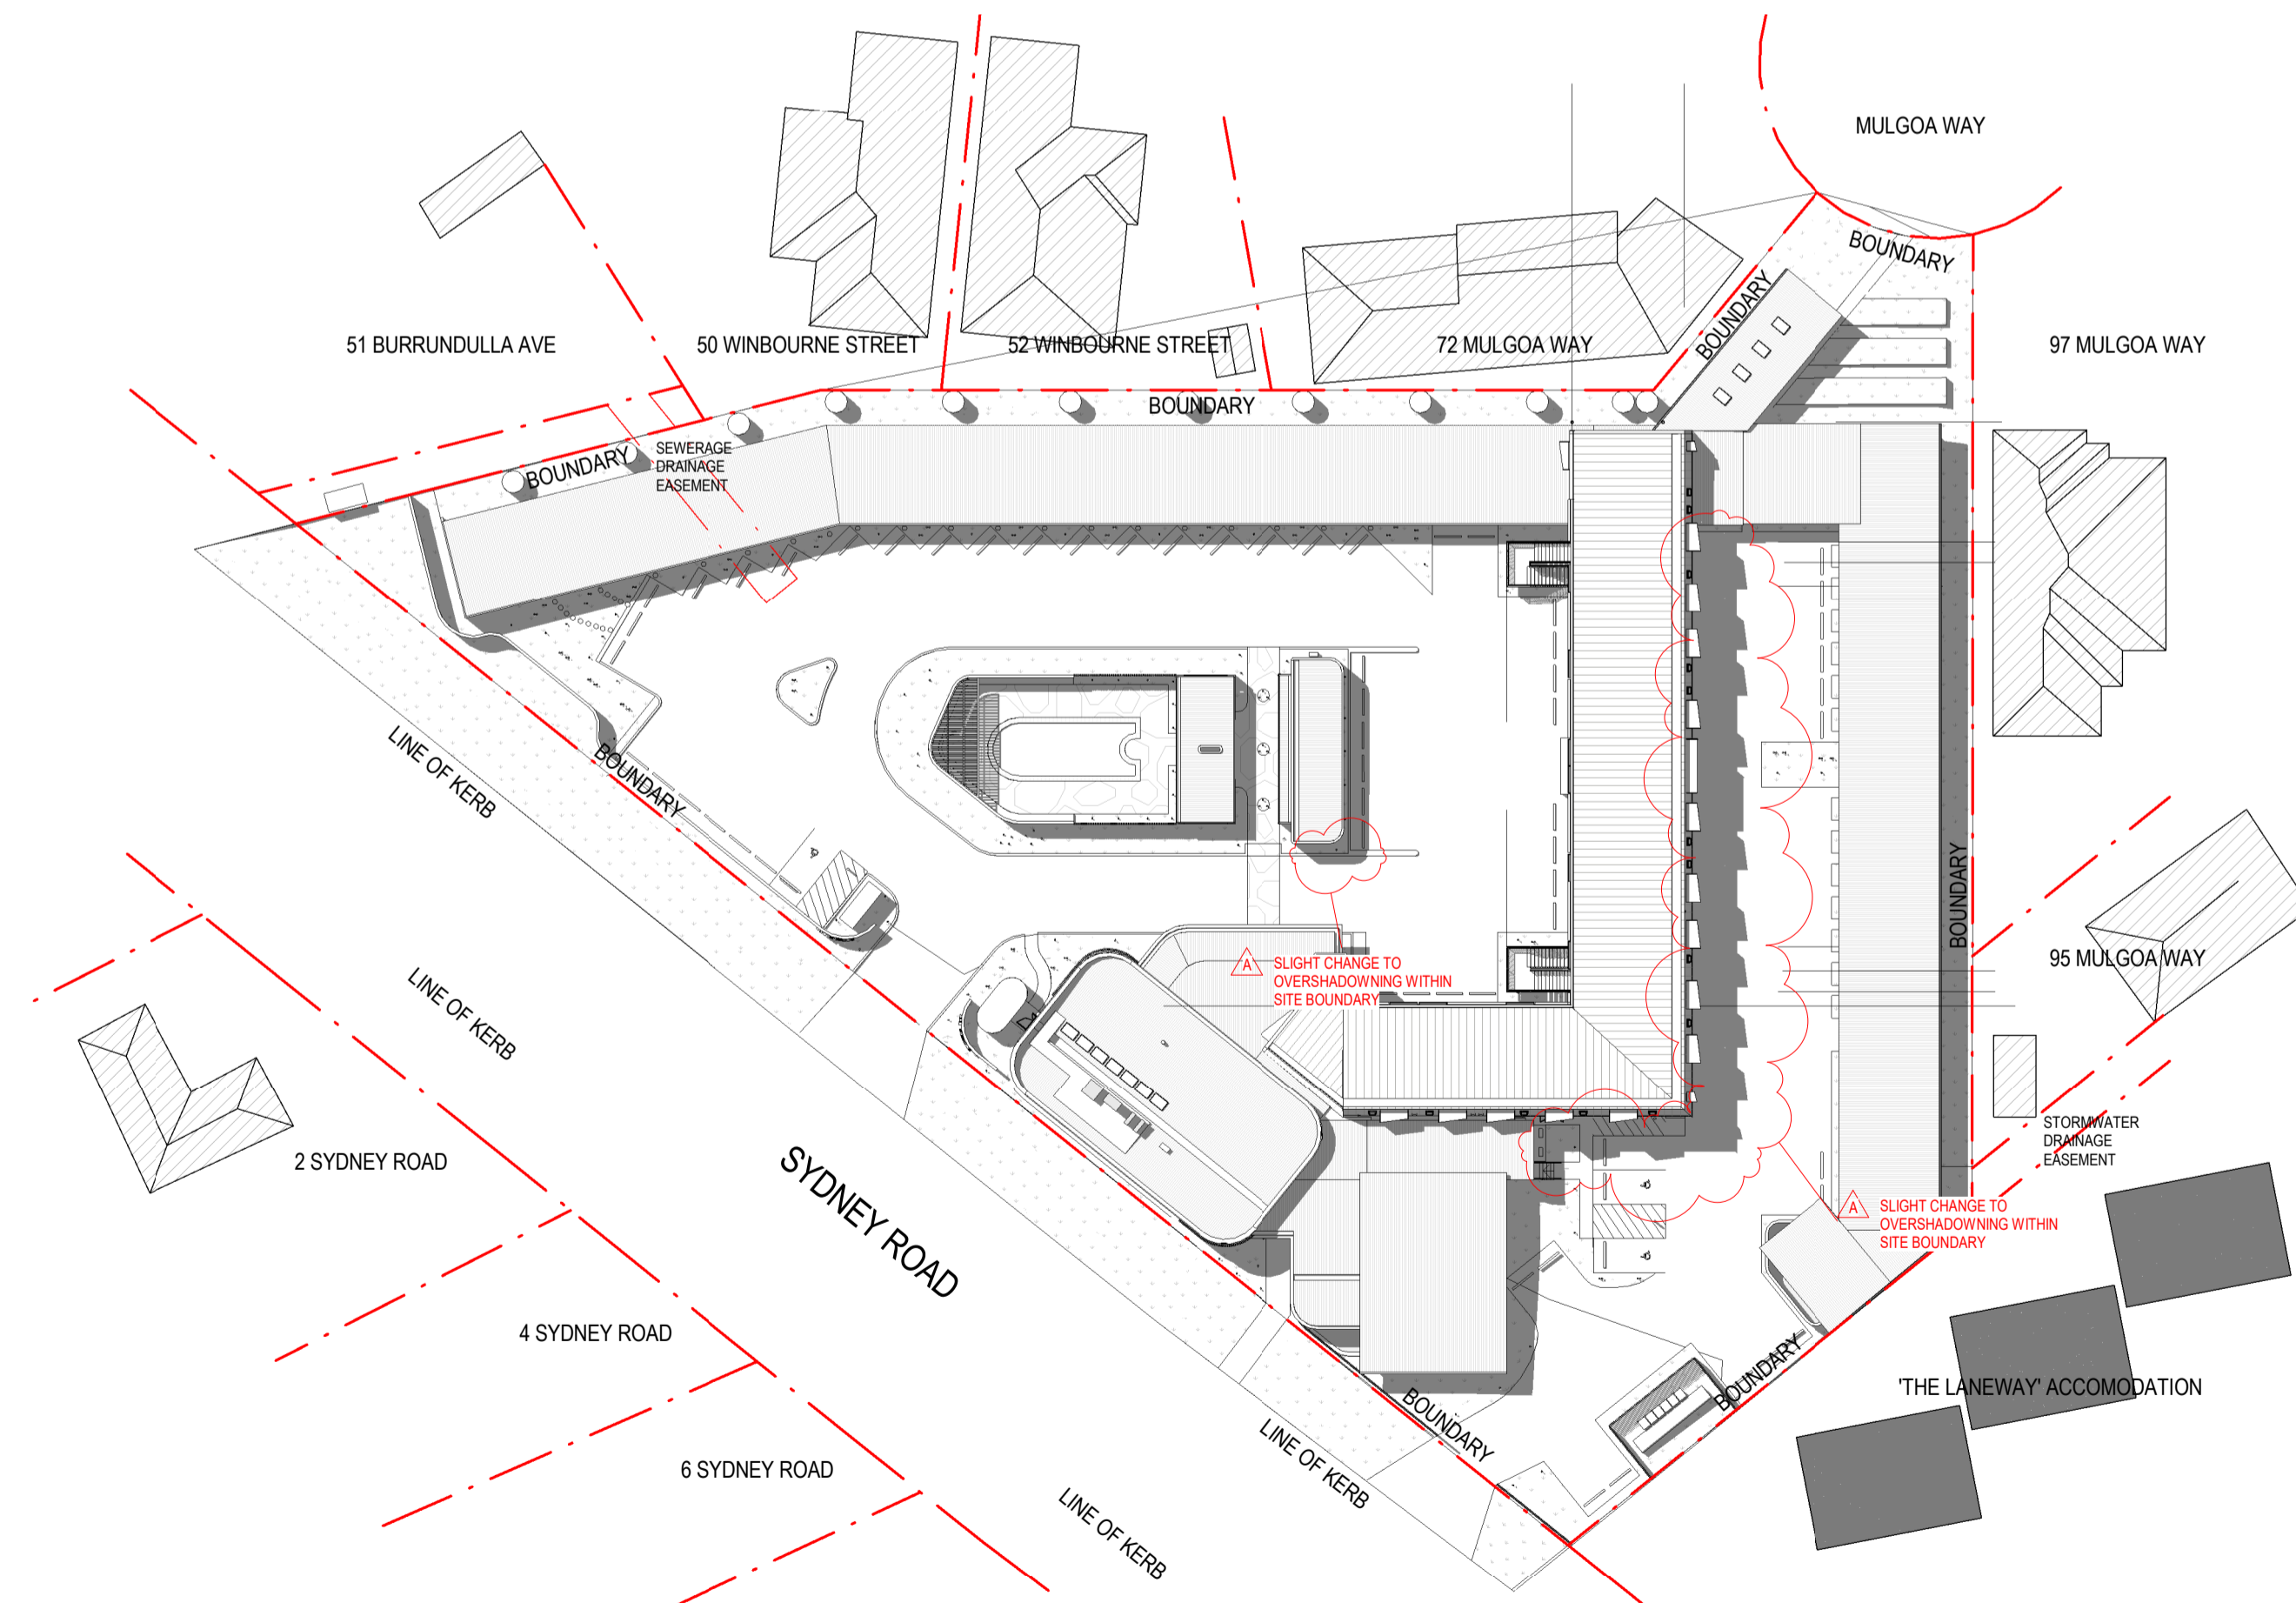 MULGOA WAY
BOUNDARY
BOUNDARY
51 BURRUNDULLA AVE
50 WINBOURNE STREET
52 WINBOURNE STREET
72 MULGOA WAY
97 MULGOA WAY
BOUNDARY
BOUNDARY
SEWERAGE
DRAINAGE
EASEMENT
LINE OF KERB
BOUNDARY
BOUNDARY
LINE OF KERB
A
SLIGHT CHANGE TO
OVERSHADOWNING WITHIN
SITE BOUNDARY
95 MULGOA WAY
2 SYDNEY ROAD
SYDNEY ROAD
STORMWATER
DRAINAGE
EASEMENT
A
SLIGHT CHANGE TO
OVERSHADOWNING WITHIN
SITE BOUNDARY
4 SYDNEY ROAD
BOUNDARY
'THE LANEWAY' ACCOMODATION
BOUNDARY
6 SYDNEY ROAD
LINE OF KERB
LINE OF KERB